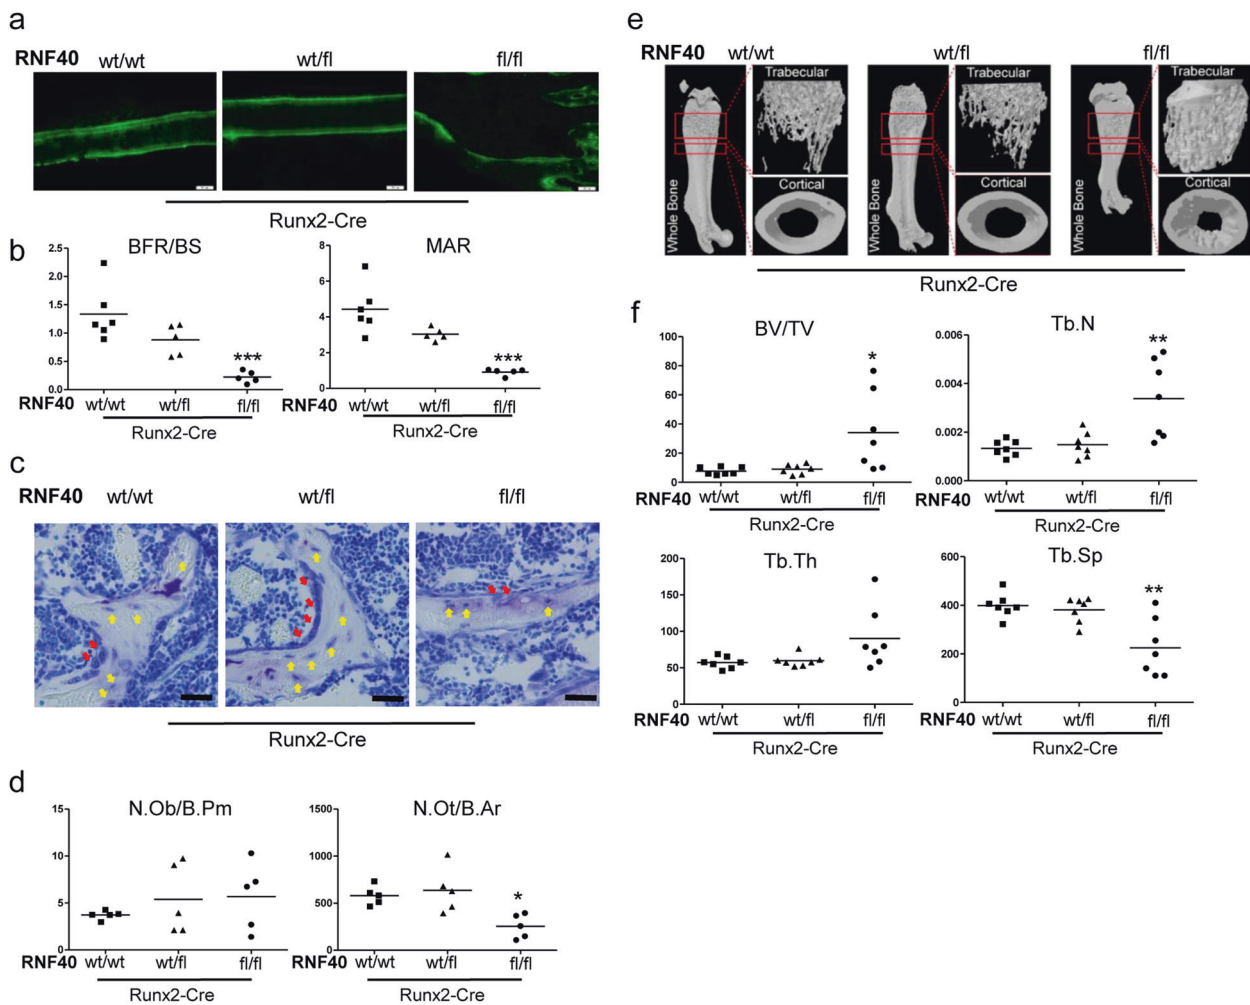 a
RNF40 wt/wt wt/fl fl/fl
Runx2-Cre
b
BFR/BS
2.5
2.0
1.5
1.0
0.5
0.0
***
RNF40 wt/wt wt/fl fl/fl
Runx2-Cre
MAR
8
6
4
2
0
***
RNF40 wt/wt wt/fl fl/fl
Runx2-Cre
c
RNF40 wt/wt wt/fl fl/fl
Runx2-Cre
d
N.Ob/B.Pm
15
10
5
0
RNF40 wt/wt wt/fl fl/fl
Runx2-Cre
N.Ot/B.Ar
1500
1000
500
0
*
RNF40 wt/wt wt/fl fl/fl
Runx2-Cre
e
RNF40 wt/wt wt/fl fl/fl
Whole Bone
Trabecular
Cortical
Whole Bone
Trabecular
Cortical
Whole Bone
Trabecular
Cortical
Runx2-Cre
f
BV/TV
100
80
60
40
20
0
*
RNF40 wt/wt wt/fl fl/fl
Runx2-Cre
Tb.N
0.006
0.004
0.002
0.000
**
RNF40 wt/wt wt/fl fl/fl
Runx2-Cre
Tb.Th
200
150
100
50
0
RNF40 wt/wt wt/fl fl/fl
Runx2-Cre
Tb.Sp
600
400
200
0
**
RNF40 wt/wt wt/fl fl/fl
Runx2-Cre